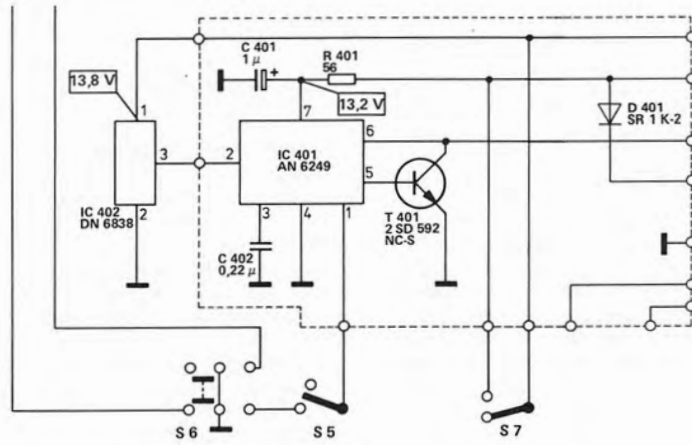 C 401
1 µ
+
R 401
56
13,8 V
13,2 V
1
7
D 401
SR 1 K-2
6
3
2
IC 401
AN 6249
5
2
IC 402
DN 6838
3
4
1
T 401
2 SD 592
NC-S
C 402
0,22 µ
S 6
S 5
S 7